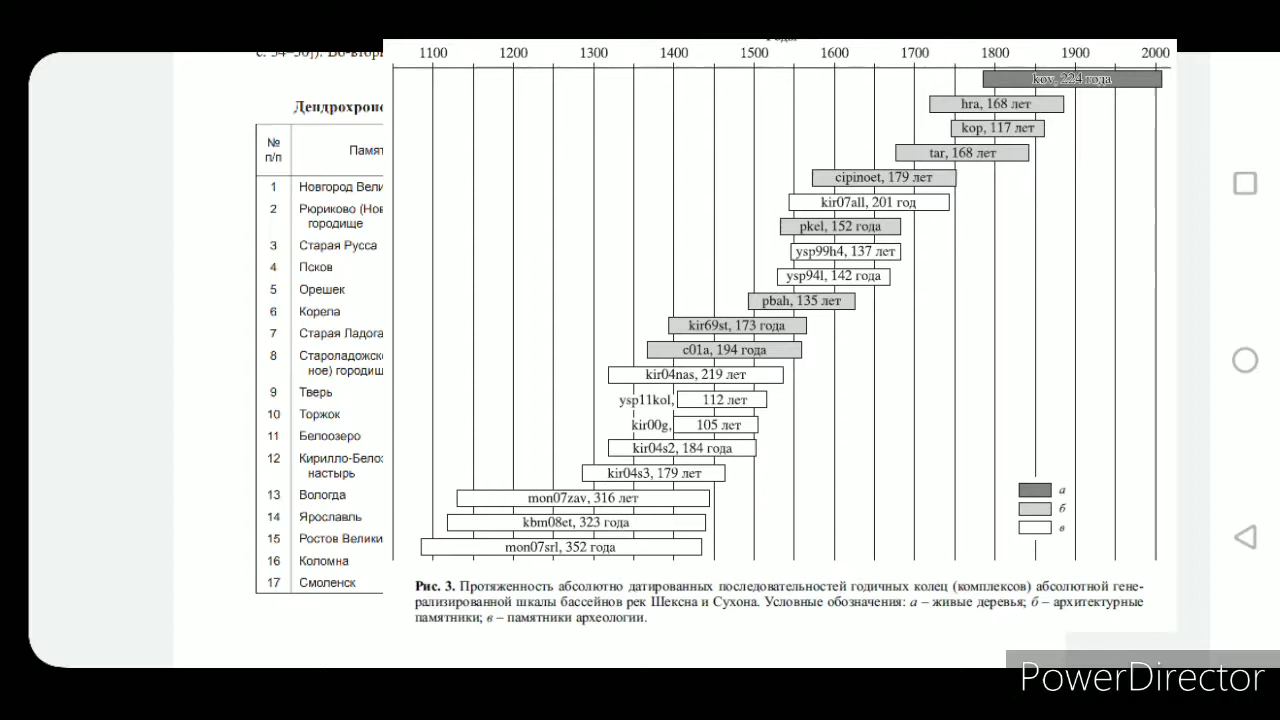 с. 34–50]). Во-вторы
Дендрохроно
№
п/п
Памят
1 Новгород Вели
2 Рюриково (Нов
городище
3 Старая Русса
4 Псков
5 Орешек
6 Корела
7 Старая Ладога
8 Староладожско
ное) городищ
9 Тверь
10 Торжок
11 Белоозеро
12 Кирилло-Белоз
настырь
13 Вологда
14 Ярославль
15 Ростов Велики
16 Коломна
17 Смоленск
1100 1200 1300 1400 1500 1600 1700 1800 1900 2000
kov, 224 года
hra, 168 лет
kop, 117 лет
tar, 168 лет
cipinoet, 179 лет
kir07all, 201 год
pkel, 152 года
ysp99h4, 137 лет
ysp94l, 142 года
pbah, 135 лет
kir69st, 173 года
c01a, 194 года
kir04nas, 219 лет
ysp11kol, 112 лет
kir00g, 105 лет
kir04s2, 184 года
kir04s3, 179 лет
mon07zav, 316 лет
kbm08et, 323 года
mon07srl, 352 года
а
б
в
Рис. 3. Протяженность абсолютно датированных последовательностей годичных колец (комплексов) абсолютной гене-
рализированной шкалы бассейнов рек Шексна и Сухона. Условные обозначения: а – живые деревья; б – архитектурные
памятники; в – памятники археологии.
PowerDirector